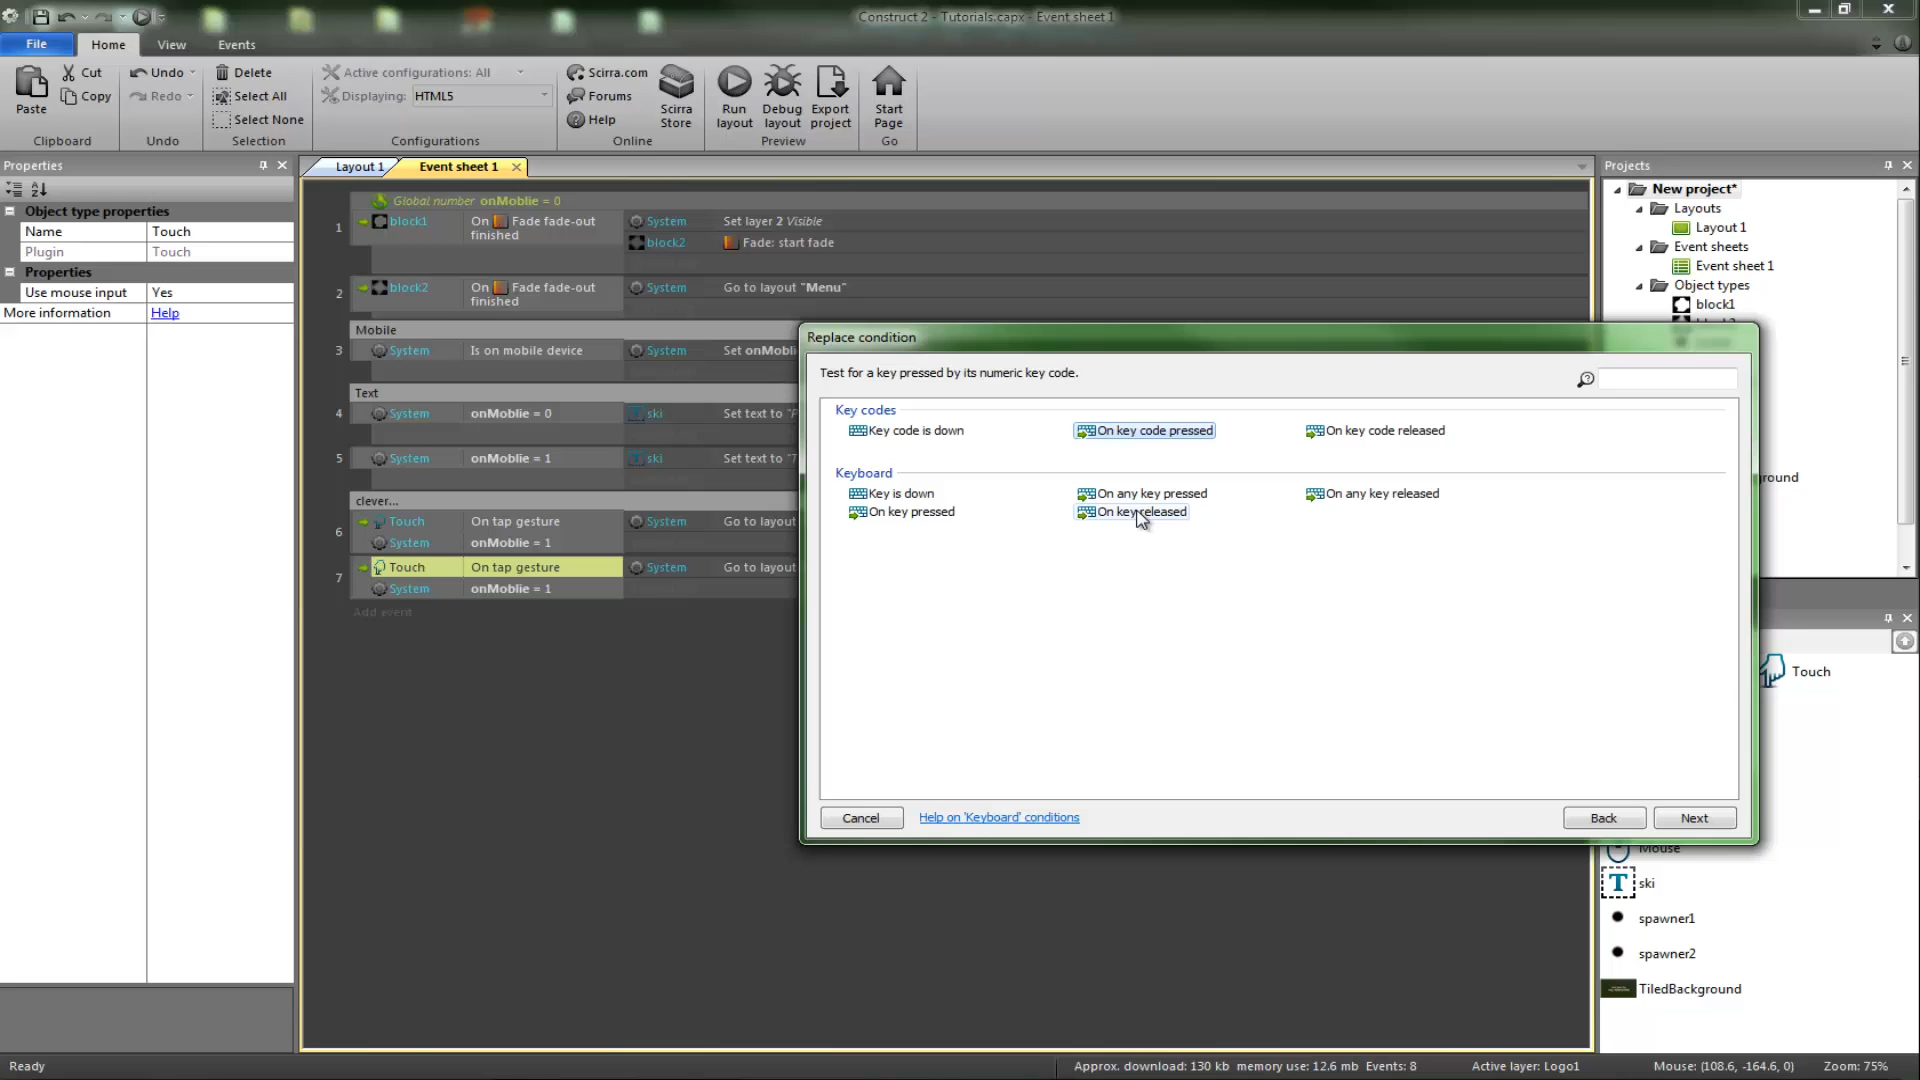 Construct 2 - Tutorials.capx - Event sheet 1
File Home View Events
Paste Cut Copy Clipboard
Undo Redo Undo
Delete Select All Select None Selection
Active configurations: All
Displaying: HTML5
Configurations
Scirra.com Forums Help Scirra Store Online
Run layout Debug layout Export project Preview
Start Page Go
Properties
Object type properties
Name Touch
Plugin Touch
Properties
Use mouse input Yes
More information Help
Layout 1 Event sheet 1
Global number onMoblie = 0
1 block1 On Fade fade-out finished System Set layer 2 Visible
block2 Fade: start fade
2 block2 On Fade fade-out finished System Go to layout "Menu"
Mobile
3 System Is on mobile device System Set onMobli
Text
4 System onMoblie = 0 ski Set text to "P
5 System onMoblie = 1 ski Set text to "7
clever...
6 Touch On tap gesture System Go to layout
System onMoblie = 1
7 Touch On tap gesture System Go to layout
System onMoblie = 1
Add event
Replace condition
Test for a key pressed by its numeric key code.
Key codes
Key code is down On key code pressed On key code released
Keyboard
Key is down On any key pressed On any key released
On key pressed On key released
Cancel Help on 'Keyboard' conditions Back Next
Projects
New project*
Layouts
Layout 1
Event sheets
Event sheet 1
Object types
block1
round
Touch
Mouse
ski
spawner1
spawner2
TiledBackground
Ready Approx. download: 130 kb memory use: 12.6 mb Events: 8 Active layer: Logo1 Mouse: (108.6, -164.6, 0) Zoom: 75%